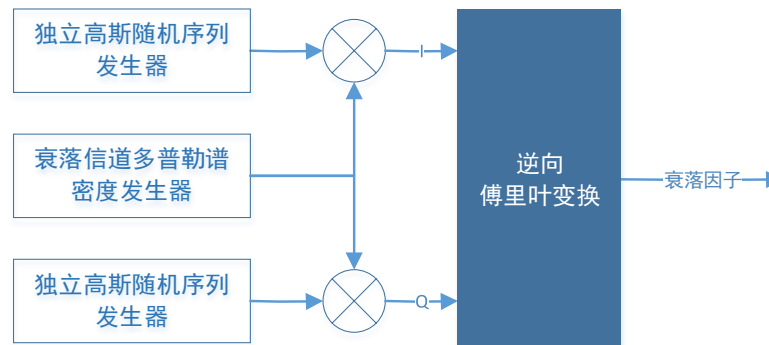 独立高斯随机序列
发生器
I
衰落信道多普勒谱
密度发生器
逆向
傅里叶变换
衰落因子
独立高斯随机序列
发生器
Q